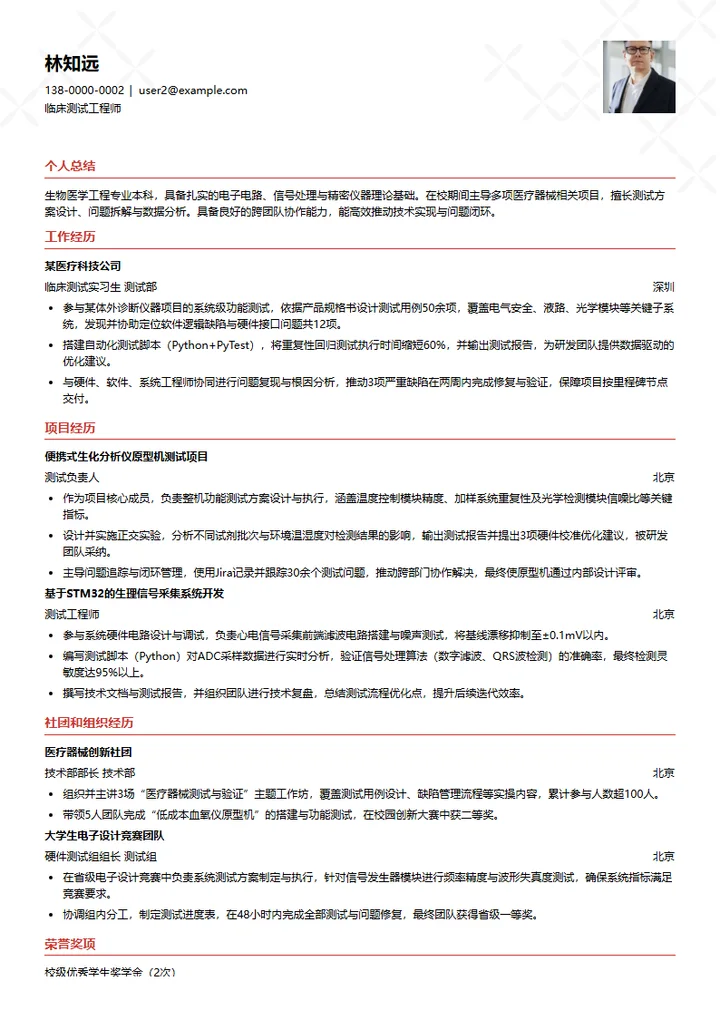 林知远
138-0000-0002 | user2@example.com
临床测试工程师
个人总结
生物医学工程专业本科，具备扎实的电子电路、信号处理与精密仪器理论基础。在校期间主导多项医疗器械相关项目，擅长测试方
案设计、问题拆解与数据分析。具备良好的跨团队协作能力，能高效推动技术实现与问题闭环。
工作经历
某医疗科技公司
临床测试实习生 测试部 深圳
• 参与某体外诊断仪器项目的系统级功能测试，依据产品规格书设计测试用例50余项，覆盖电气安全、液路、光学模块等关键子系
统，发现并协助定位软件逻辑缺陷与硬件接口问题共12项。
• 搭建自动化测试脚本（Python+PyTest），将重复性回归测试执行时间缩短60%，并输出测试报告，为研发团队提供数据驱动的
优化建议。
• 与硬件、软件、系统工程师协同进行问题复现与根因分析，推动3项严重缺陷在两周内完成修复与验证，保障项目按里程碑节点
交付。
项目经历
便携式生化分析仪原型机测试项目
测试负责人 北京
• 作为项目核心成员，负责整机功能测试方案设计与执行，涵盖温度控制模块精度、加样系统重复性及光学检测模块信噪比等关键
指标。
• 设计并实施正交实验，分析不同试剂批次与环境温湿度对检测结果的影响，输出测试报告并提出3项硬件校准优化建议，被研发
团队采纳。
• 主导问题追踪与闭环管理，使用Jira记录并跟踪30余个测试问题，推动跨部门协作解决，最终使原型机通过内部设计评审。
基于STM32的生理信号采集系统开发
测试工程师 北京
• 参与系统硬件电路设计与调试，负责心电信号采集前端滤波电路搭建与噪声测试，将基线漂移抑制至±0.1mV以内。
• 编写测试脚本（Python）对ADC采样数据进行实时分析，验证信号处理算法（数字滤波、QRS波检测）的准确率，最终检测灵
敏度达95%以上。
• 撰写技术文档与测试报告，并组织团队进行技术复盘，总结测试流程优化点，提升后续迭代效率。
社团和组织经历
医疗器械创新社团
技术部部长 技术部 北京
• 组织并主讲3场“医疗器械测试与验证”主题工作坊，覆盖测试用例设计、缺陷管理流程等实操内容，累计参与人数超100人。
• 带领5人团队完成“低成本血氧仪原型机”的搭建与功能测试，在校园创新大赛中获二等奖。
大学生电子设计竞赛团队
硬件测试组组长 测试组 北京
• 在省级电子设计竞赛中负责系统测试方案制定与执行，针对信号发生器模块进行频率精度与波形失真度测试，确保系统指标满足
竞赛要求。
• 协调组内分工，制定测试进度表，在48小时内完成全部测试与问题修复，最终团队获得省级一等奖。
荣誉奖项
校级优秀学生奖学金（2次）